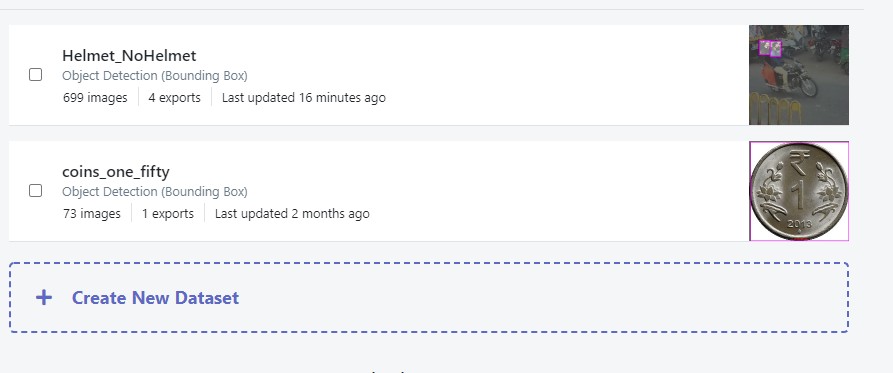 Helmet_NoHelmet
Object Detection (Bounding Box)
699 images 4 exports Last updated 16 minutes ago
coins_one_fifty
Object Detection (Bounding Box)
73 images 1 exports Last updated 2 months ago
₹
1
2013
+ Create New Dataset